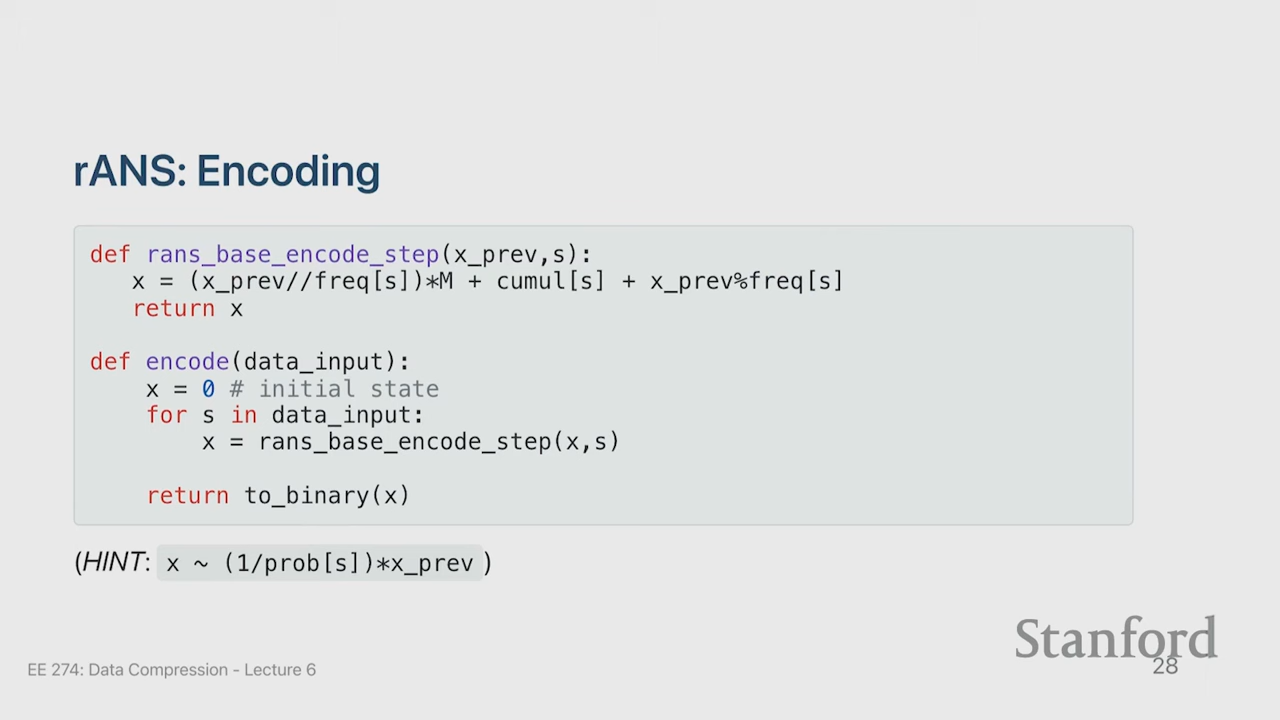 rANS: Encoding
def rans_base_encode_step(x_prev,s):
   x = (x_prev//freq[s])*M + cumul[s] + x_prev%freq[s]
   return x
def encode(data_input):
    x = 0 # initial state
    for s in data_input:
        x = rans_base_encode_step(x,s)
    return to_binary(x)
(HINT: x ~ (1/prob[s])*x_prev )
Stanford
EE 274: Data Compression - Lecture 6
28